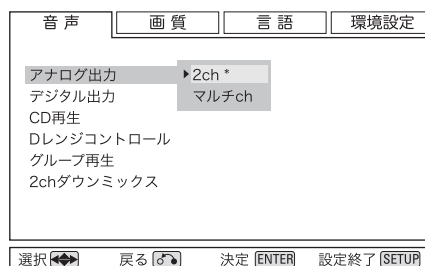 音声 画質 言語 環境設定
アナログ出力 2ch *
デジタル出力 マルチch
CD再生
Dレンジコントロール
グループ再生
2chダウンミックス
選択 戻る 決定 ENTER 設定終了 SETUP